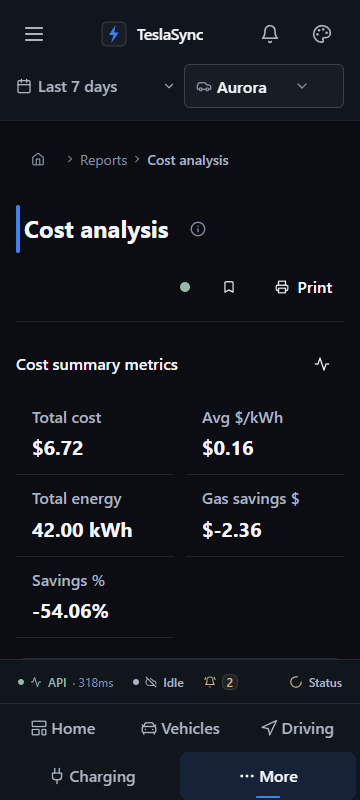 TeslaSync
Last 7 days
Aurora
Reports
Cost analysis
Cost analysis
Print
Cost summary metrics
Total cost
Avg $/kWh
$6.72
$0.16
Total energy
Gas savings $
42.00 kWh
$-2.36
Savings %
-54.06%
API · 318ms
Idle
2
Status
Home
Vehicles
Driving
Charging
More